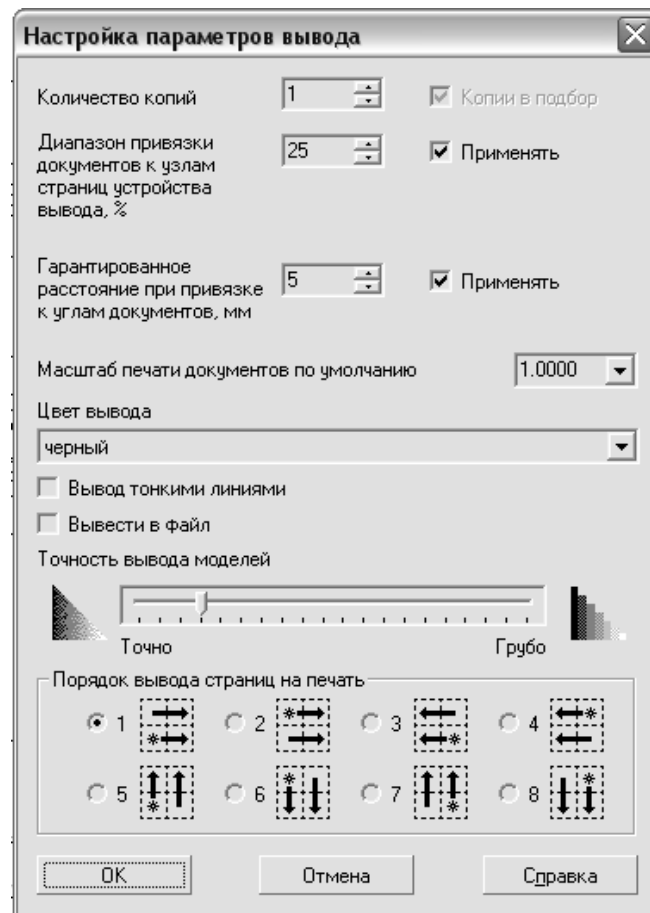 Настройка параметров вывода
Количество копий 1 Копии в подбор
Диапазон привязки 25 Применять
документов к узлам
страниц устройства
вывода, %
Гарантированное
расстояние при привязке 5 Применять
к углам документов, мм
Масштаб печати документов по умолчанию 1.0000
Цвет вывода
черный
Вывод тонкими линиями
Вывести в файл
Точность вывода моделей
Точно Грубо
Порядок вывода страниц на печать
1 2 3 4
5 6 7 8
OK Отмена Справка